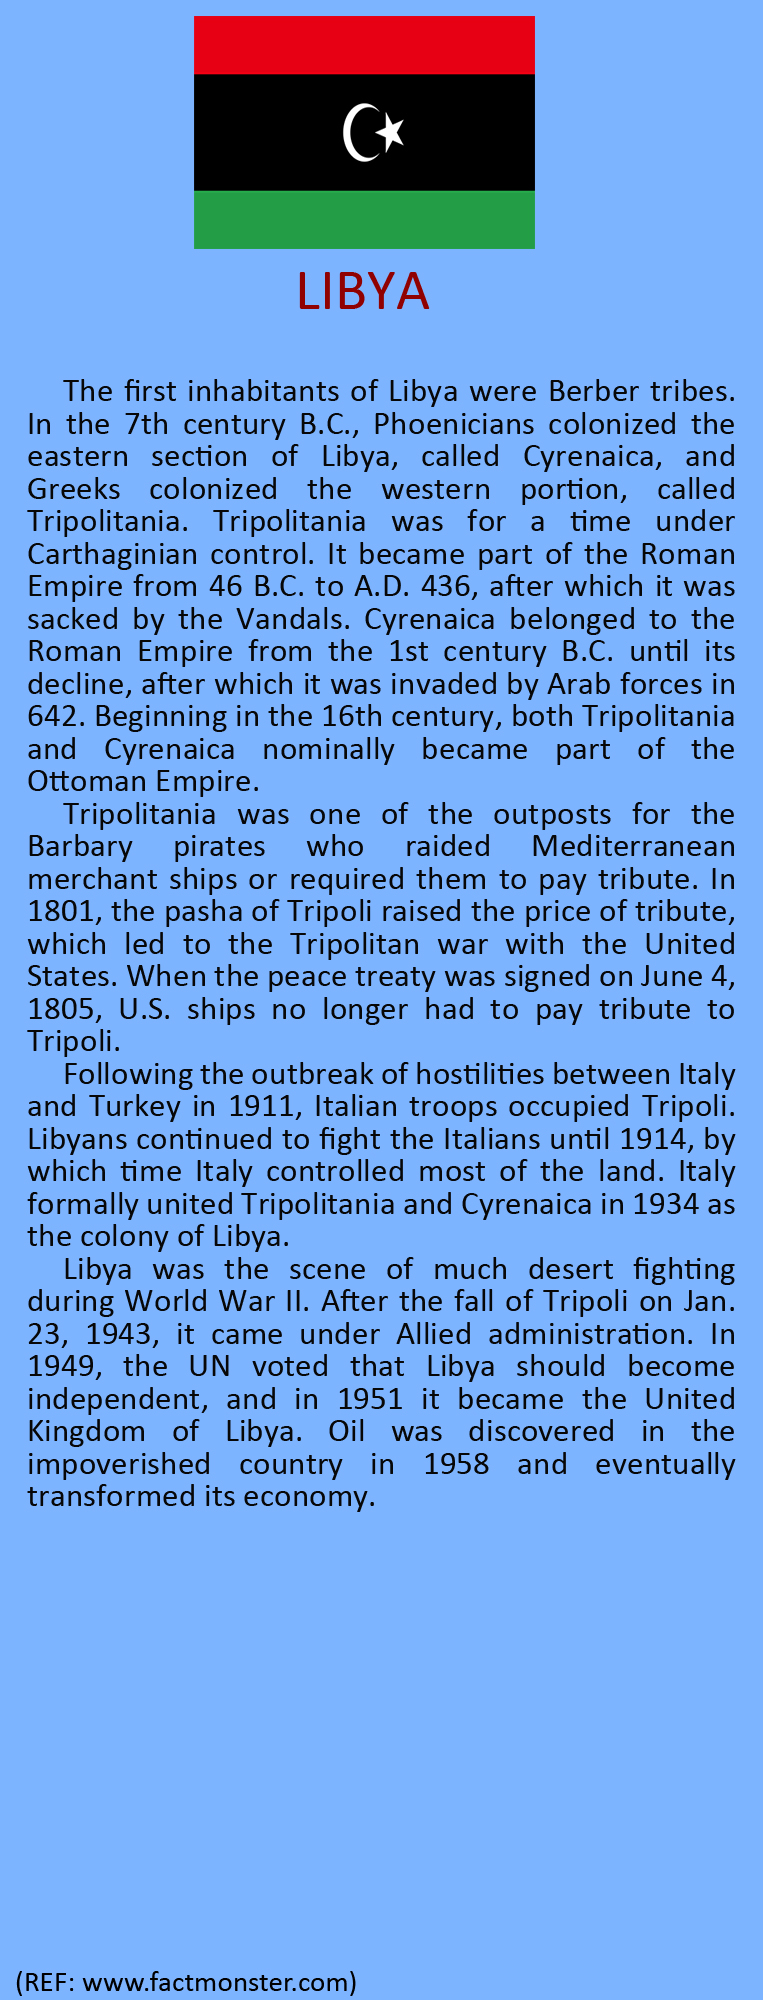 LIBYA
The first inhabitants of Libya were Berber tribes.
In the 7th century B.C., Phoenicians colonized the
eastern section of Libya, called Cyrenaica, and
Greeks colonized the western portion, called
Tripolitania. Tripolitania was for a time under
Carthaginian control. It became part of the Roman
Empire from 46 B.C. to A.D. 436, after which it was
sacked by the Vandals. Cyrenaica belonged to the
Roman Empire from the 1st century B.C. until its
decline, after which it was invaded by Arab forces in
642. Beginning in the 16th century, both Tripolitania
and Cyrenaica nominally became part of the
Ottoman Empire.
Tripolitania was one of the outposts for the
Barbary pirates who raided Mediterranean
merchant ships or required them to pay tribute. In
1801, the pasha of Tripoli raised the price of tribute,
which led to the Tripolitan war with the United
States. When the peace treaty was signed on June 4,
1805, U.S. ships no longer had to pay tribute to
Tripoli.
Following the outbreak of hostilities between Italy
and Turkey in 1911, Italian troops occupied Tripoli.
Libyans continued to fight the Italians until 1914, by
which time Italy controlled most of the land. Italy
formally united Tripolitania and Cyrenaica in 1934 as
the colony of Libya.
Libya was the scene of much desert fighting
during World War II. After the fall of Tripoli on Jan.
23, 1943, it came under Allied administration. In
1949, the UN voted that Libya should become
independent, and in 1951 it became the United
Kingdom of Libya. Oil was discovered in the
impoverished country in 1958 and eventually
transformed its economy.
(REF: www.factmonster.com)